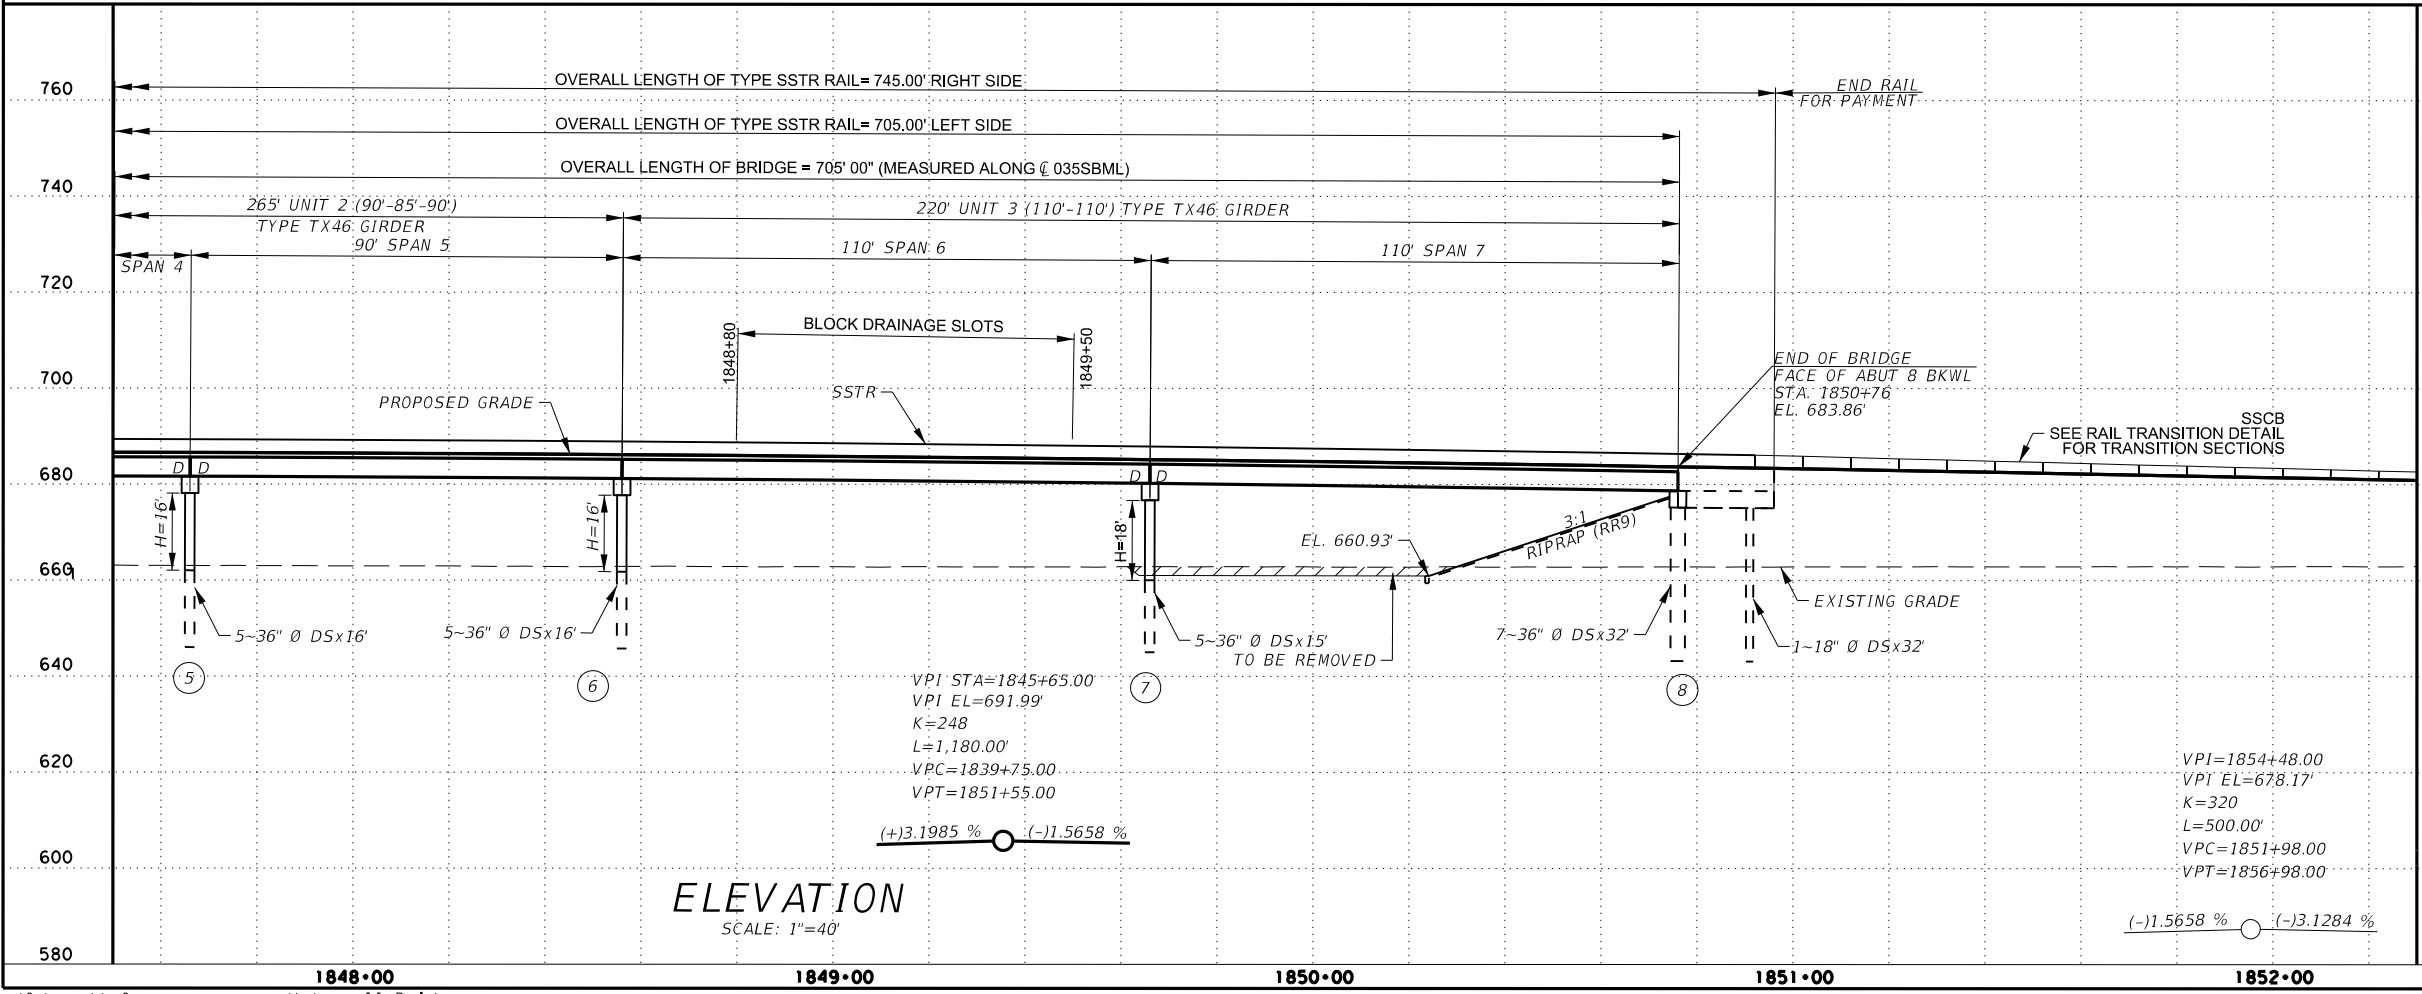 760
OVERALL LENGTH OF TYPE SSTR RAIL= 745.00' RIGHT SIDE
END RAIL
FOR PAYMENT
OVERALL LENGTH OF TYPE SSTR RAIL= 705.00' LEFT SIDE
OVERALL LENGTH OF BRIDGE = 705' 00" (MEASURED ALONG ℄ 035SBML)
740
265' UNIT 2 (90'-85'-90')
TYPE TX46 GIRDER
220' UNIT 3 (110'-110') TYPE TX46 GIRDER
90' SPAN 5
110' SPAN 6
110' SPAN 7
SPAN 4
720
BLOCK DRAINAGE SLOTS
1848+80
1849+50
700
PROPOSED GRADE
SSTR
END OF BRIDGE
FACE OF ABUT 8 BKWL
STA. 1850+76
EL. 683.86'
SSCB
SEE RAIL TRANSITION DETAIL
FOR TRANSITION SECTIONS
680
D D
D D
H=16'
H=16'
H=18'
EL. 660.93'
3:1
RIPRAP (RR9)
660
EXISTING GRADE
5~36" Ø DSx16'
5~36" Ø DSx16'
5~36" Ø DSx15'
TO BE REMOVED
7~36" Ø DSx32'
1~18" Ø DSx32'
640
5
6
7
8
VPI STA=1845+65.00
VPI EL=691.99'
K=248
L=1,180.00'
VPC=1839+75.00
VPT=1851+55.00
620
VPI=1854+48.00
VPI EL=678.17'
K=320
L=500.00'
VPC=1851+98.00
VPT=1856+98.00
(+)3.1985 %
(-)1.5658 %
600
ELEVATION
SCALE: 1"=40'
(-)1.5658 %
(-)3.1284 %
580
1848+00
1849+00
1850+00
1851+00
1852+00